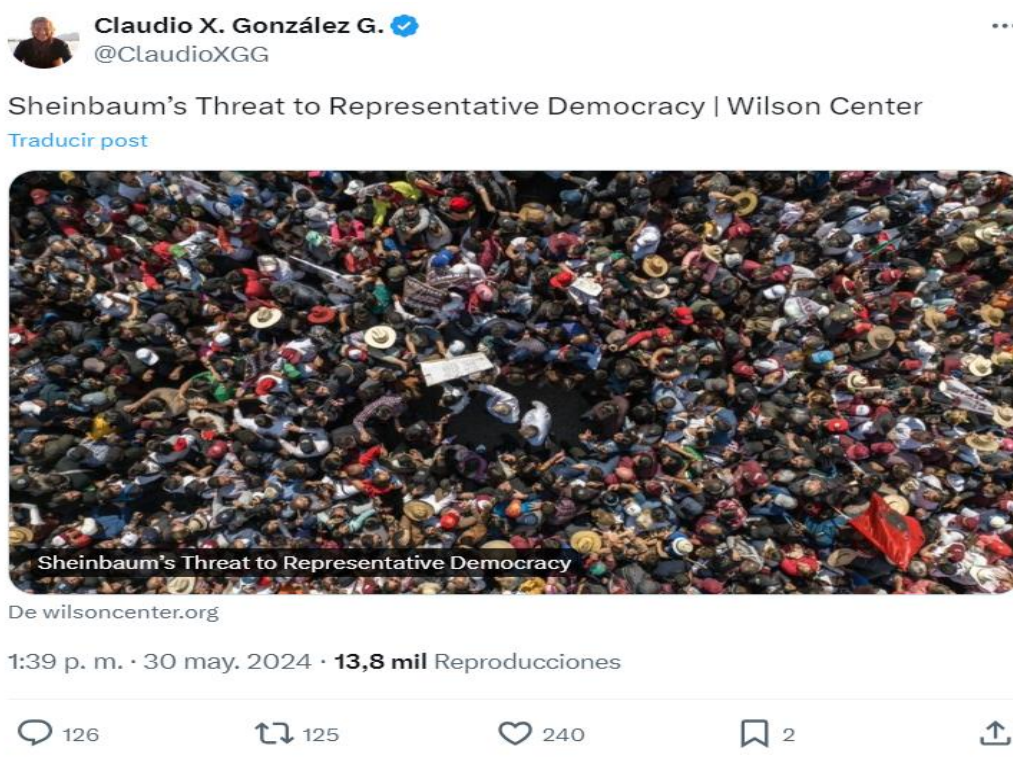 Claudio X. González G.
@ClaudioXGG
Sheinbaum’s Threat to Representative Democracy | Wilson Center
Traducir post
Sheinbaum’s Threat to Representative Democracy
De wilsoncenter.org
1:39 p. m. · 30 may. 2024 · 13,8 mil Reproducciones
126 125 240 2